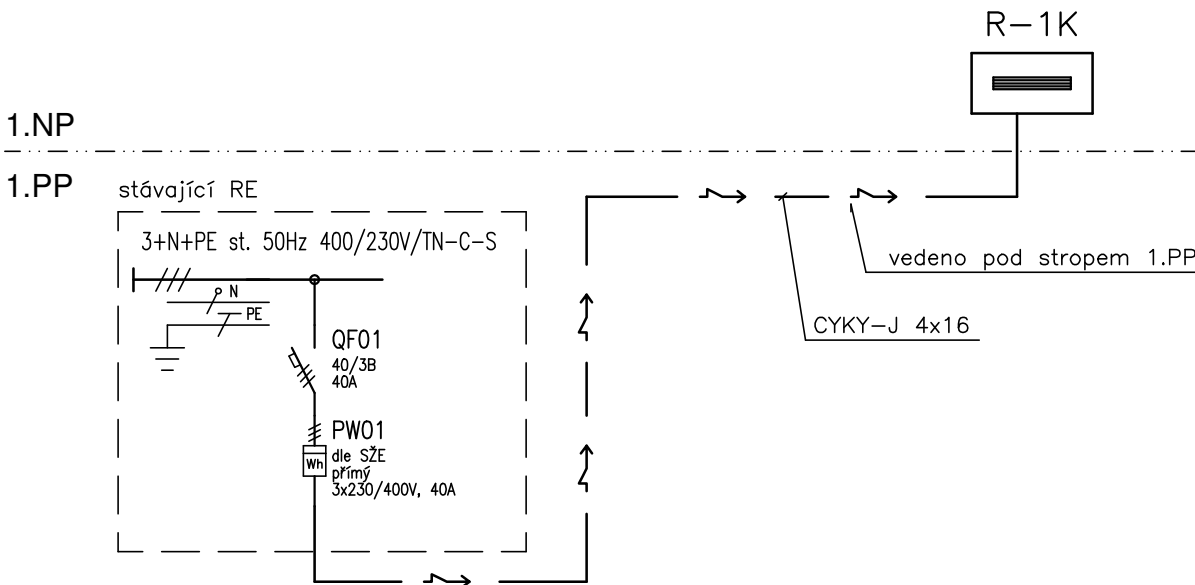 R-1K
1.NP
1.PP
stávající RE
3+N+PE st. 50Hz 400/230V/TN-C-S
N
PE
vedeno pod stropem 1.PP
CYKY-J 4x16
QF01
40/3B
40A
PW01
Wh
dle SŽE
přímý
3x230/400V, 40A